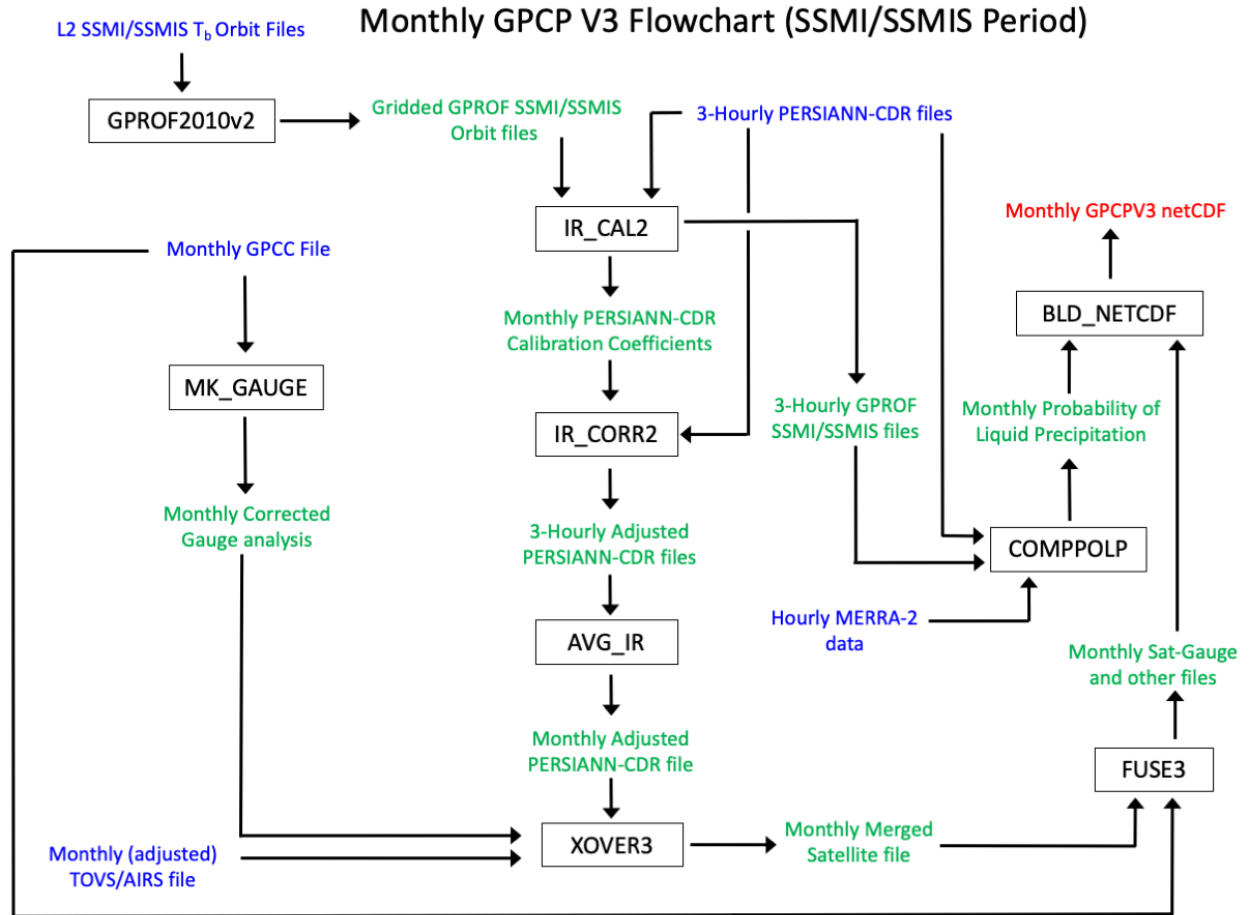 Monthly GPCP V3 Flowchart (SSMI/SSMIS Period)
L2 SSMI/SSMIS Tb Orbit Files
GPROF2010v2
Gridded GPROF SSMI/SSMIS
Orbit files
3-Hourly PERSIANN-CDR files
IR_CAL2
Monthly GPCPV3 netCDF
Monthly GPCC File
BLD_NETCDF
Monthly PERSIANN-CDR
Calibration Coefficients
MK_GAUGE
3-Hourly GPROF
SSMI/SSMIS files
Monthly Probability of
Liquid Precipitation
IR_CORR2
Monthly Corrected
Gauge analysis
3-Hourly Adjusted
PERSIANN-CDR files
COMPPOLP
Hourly MERRA-2
data
AVG_IR
Monthly Sat-Gauge
and other files
Monthly Adjusted
PERSIANN-CDR file
FUSE3
XOVER3
Monthly Merged
Satellite file
Monthly (adjusted)
TOVS/AIRS file